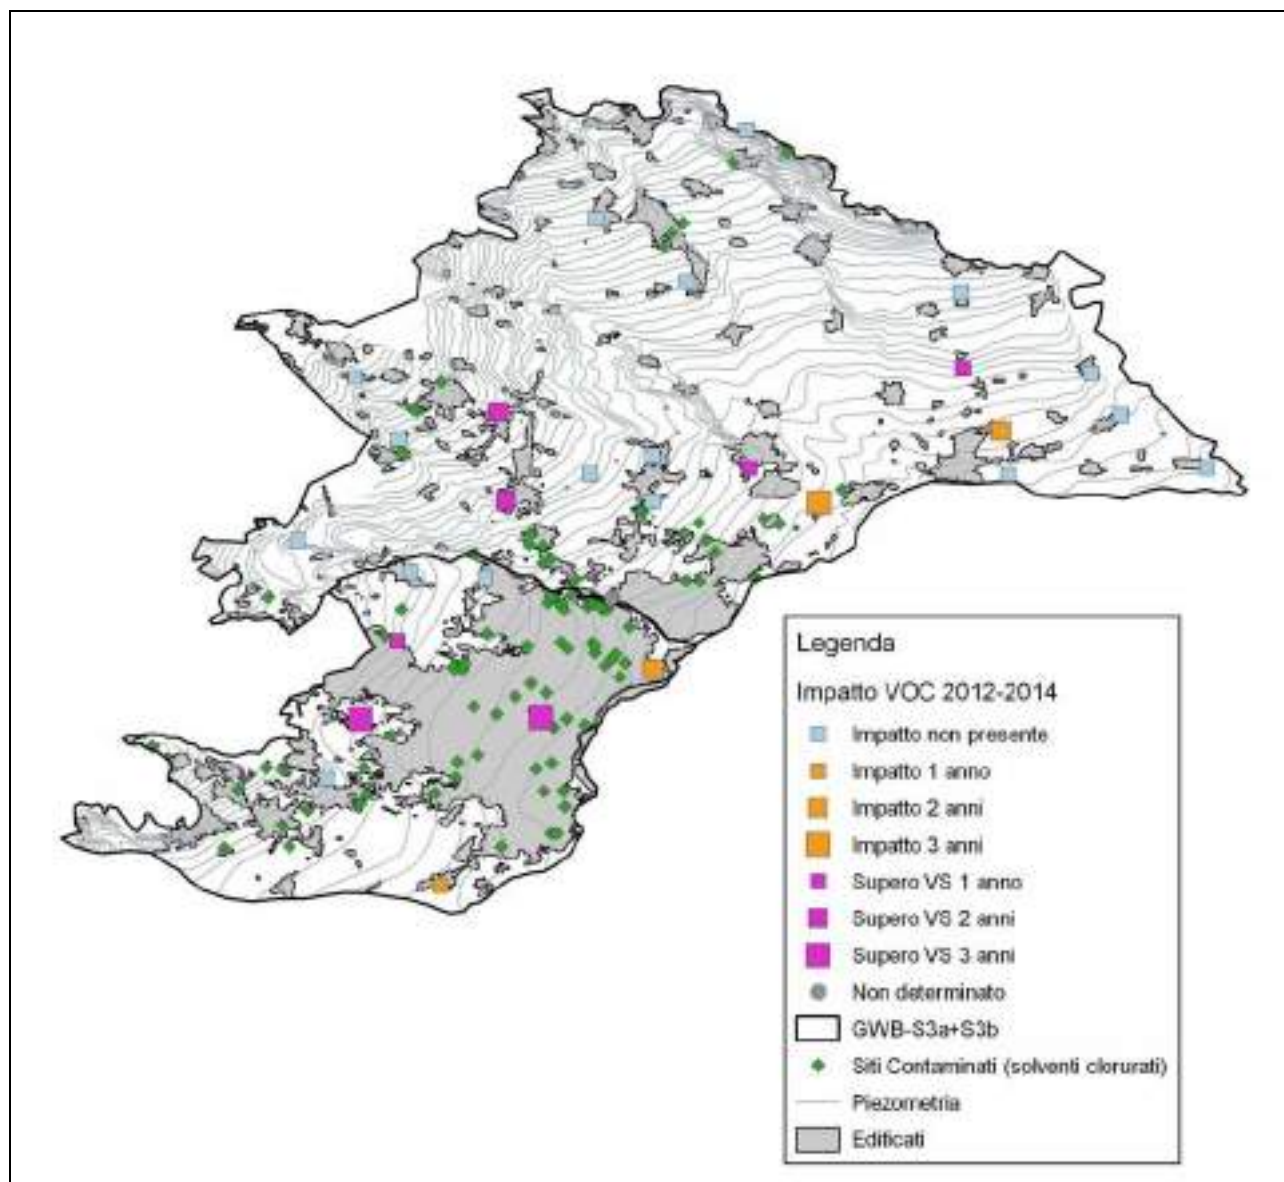 Legenda
Impatto VOC 2012-2014
Impatto non presente
Impatto 1 anno
Impatto 2 anni
Impatto 3 anni
Supero VS 1 anno
Supero VS 2 anni
Supero VS 3 anni
Non determinato
GWB-S3a+S3b
Siti Contaminati (solventi clorurati)
Piezometria
Edificati